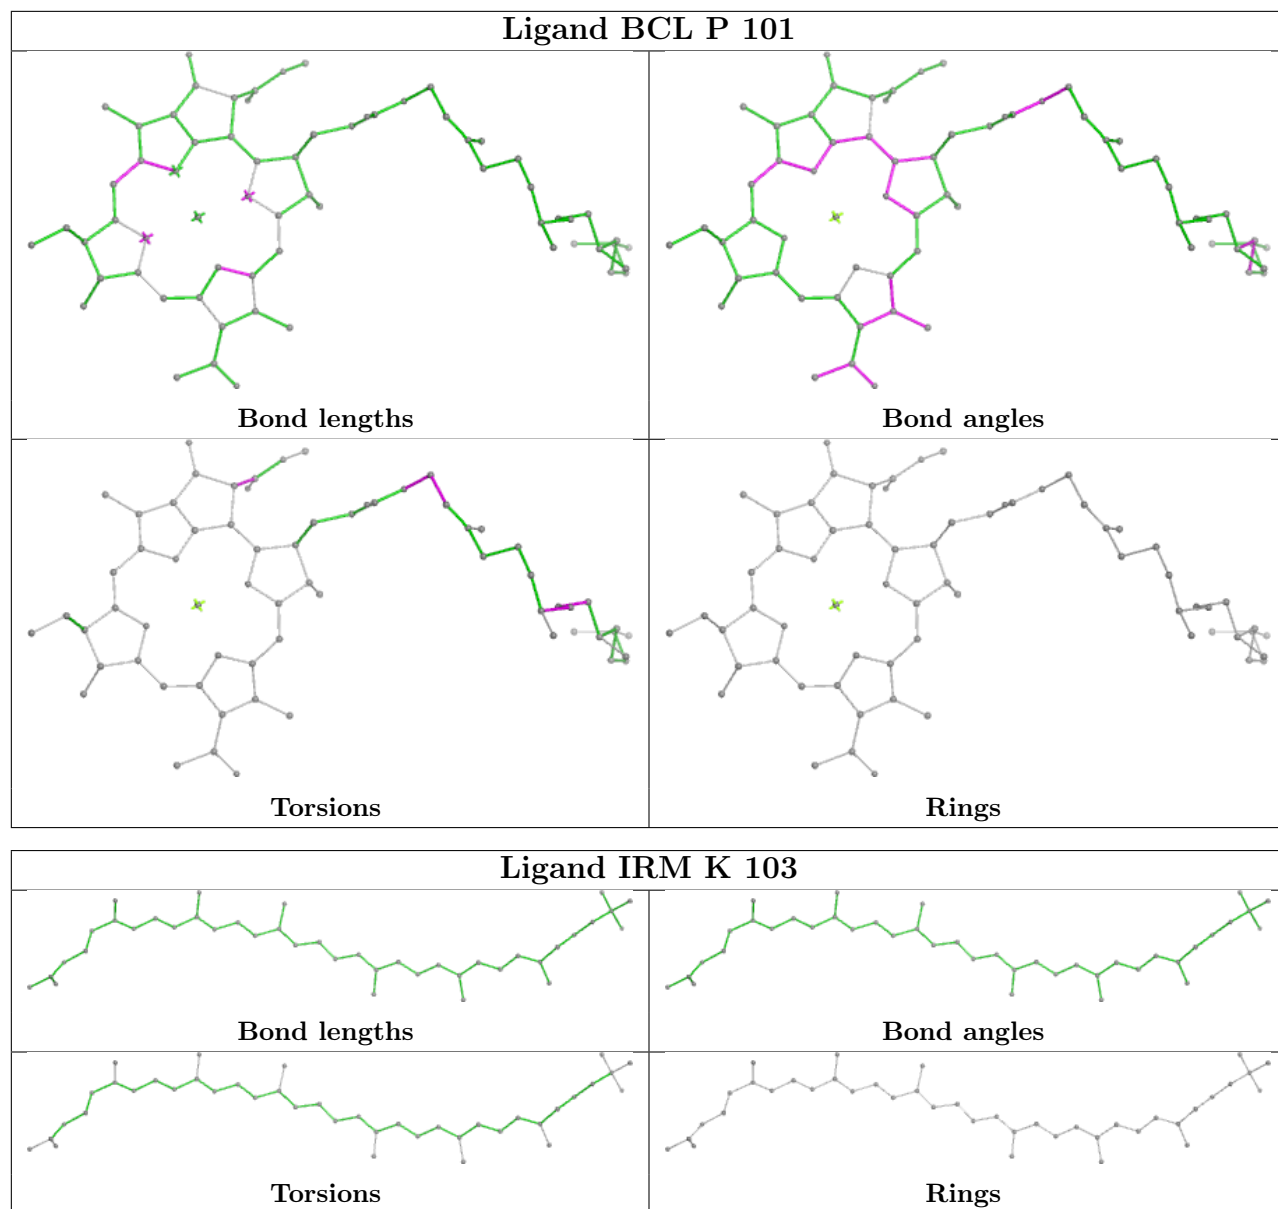 Ligand BCL P 101
Bond lengths
Bond angles
Torsions
Rings
Ligand IRM K 103
Bond lengths
Bond angles
Torsions
Rings